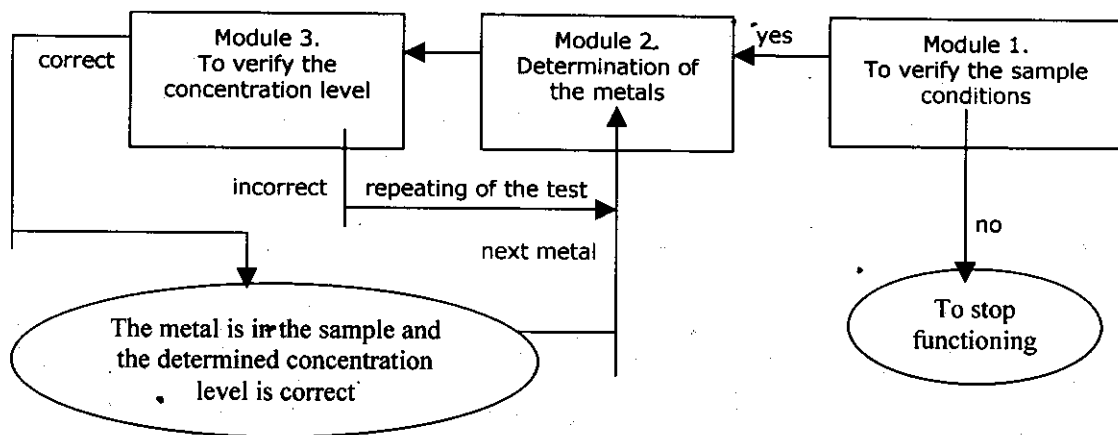 Module 3.
To verify the
concentration level
Module 2.
Determination of
the metals
Module 1.
To verify the sample
conditions
correct
yes
incorrect
repeating of the test
next metal
no
The metal is in the sample and
the determined concentration
level is correct
To stop
functioning